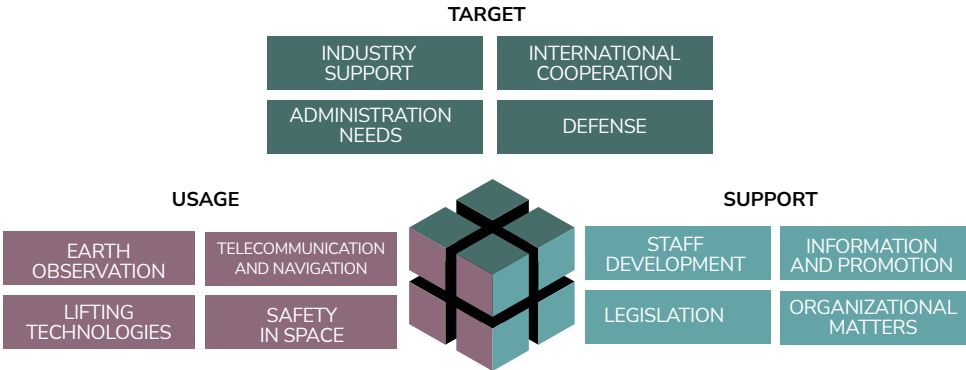 TARGET
INDUSTRY
SUPPORT
INTERNATIONAL
COOPERATION
ADMINISTRATION
NEEDS
DEFENSE
USAGE
EARTH
OBSERVATION
TELECOMMUNICATION
AND NAVIGATION
LIFTING
TECHNOLOGIES
SAFETY
IN SPACE
SUPPORT
STAFF
DEVELOPMENT
INFORMATION
AND PROMOTION
LEGISLATION
ORGANIZATIONAL
MATTERS